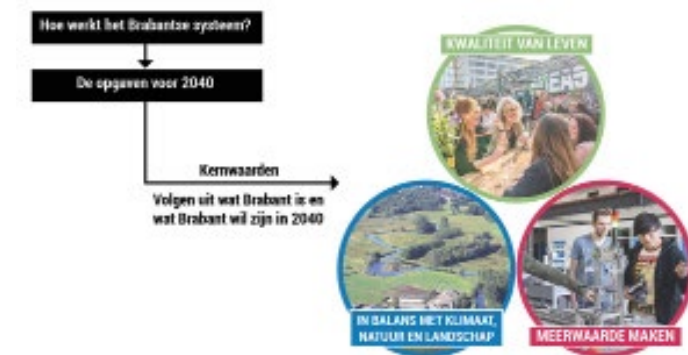 Hoe werkt het Brabantse systeem?
De opgaven voor 2040
Kernwaarden
Volgen uit wat Brabant is en
wat Brabant wil zijn in 2040
KWALITEIT VAN LEVEN
IN BALANS MET KLIMAAT,
NATUUR EN LANDSCHAP
MEERWAARDE MAKEN